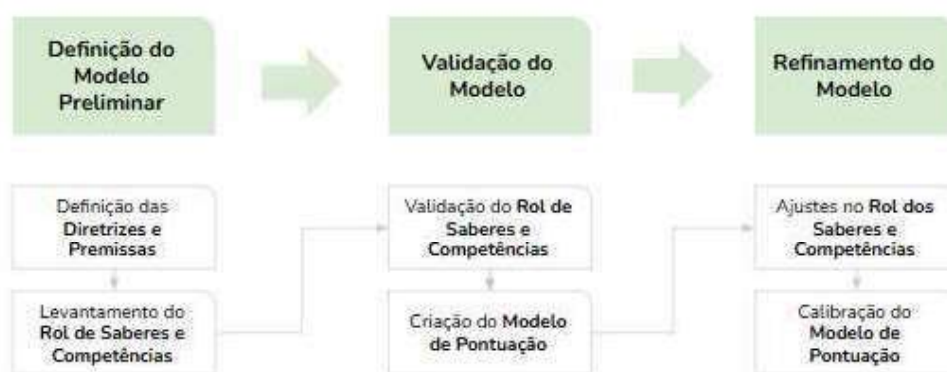 Definição do
Modelo
Preliminar
Validação do
Modelo
Refinamento do
Modelo
Definição das
Diretrizes e
Premissas
Levantamento do
Rol de Saberes e
Competências
Validação do Rol de
Saberes e
Competências
Criação do Modelo
de Pontuação
Ajustes no Rol dos
Saberes e
Competências
Calibração do
Modelo de
Pontuação